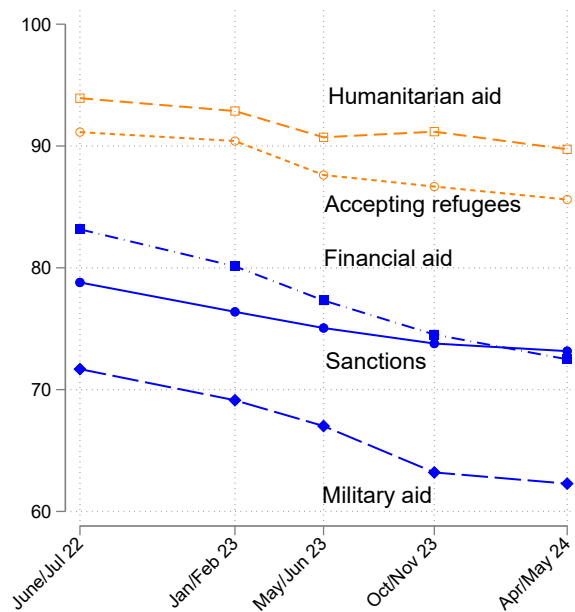 100
90
80
70
60
Humanitarian aid
Accepting refugees
Financial aid
Sanctions
Military aid
June/Jul 22
Jan/Feb 23
May/Jun 23
Oct/Nov 23
Apr/May 24